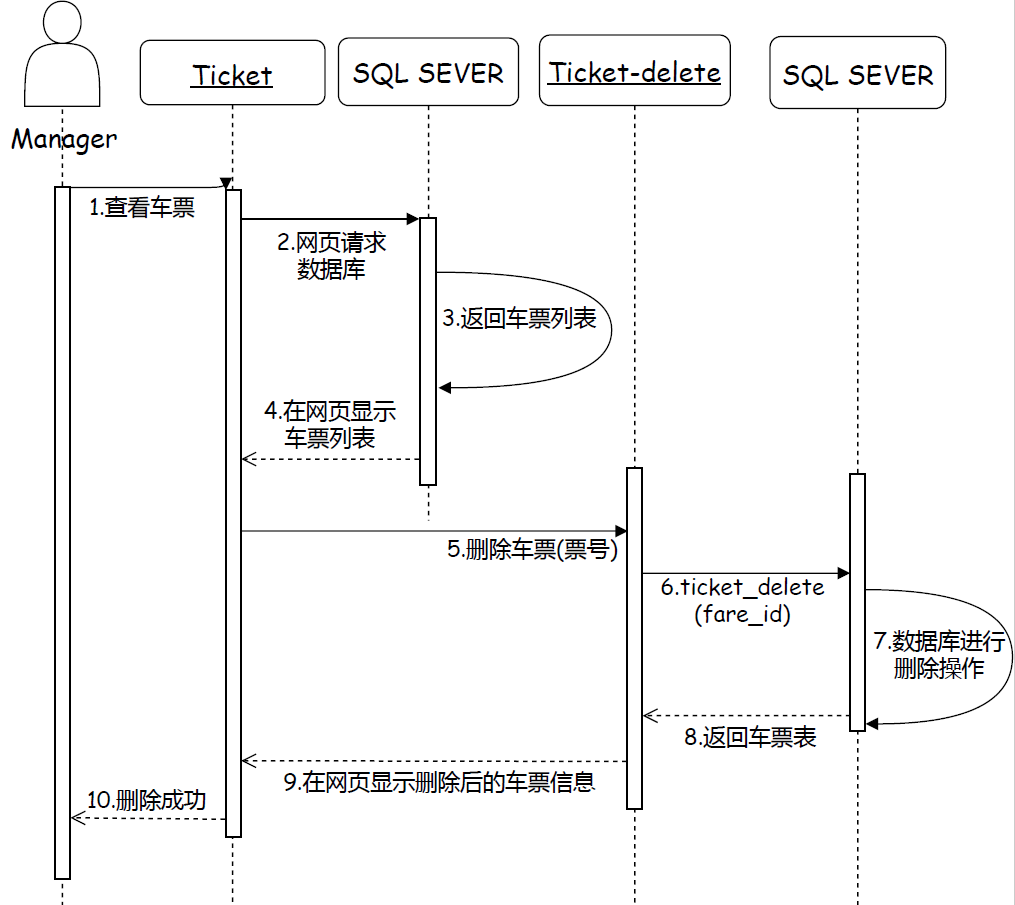 Ticket
SQL SEVER
Ticket-delete
SQL SEVER
Manager
1.查看车票
2.网页请求
数据库
3.返回车票列表
4.在网页显示
车票列表
5.删除车票(票号)
6.ticket_delete
(fare_id)
7.数据库进行
删除操作
8.返回车票表
9.在网页显示删除后的车票信息
10.删除成功